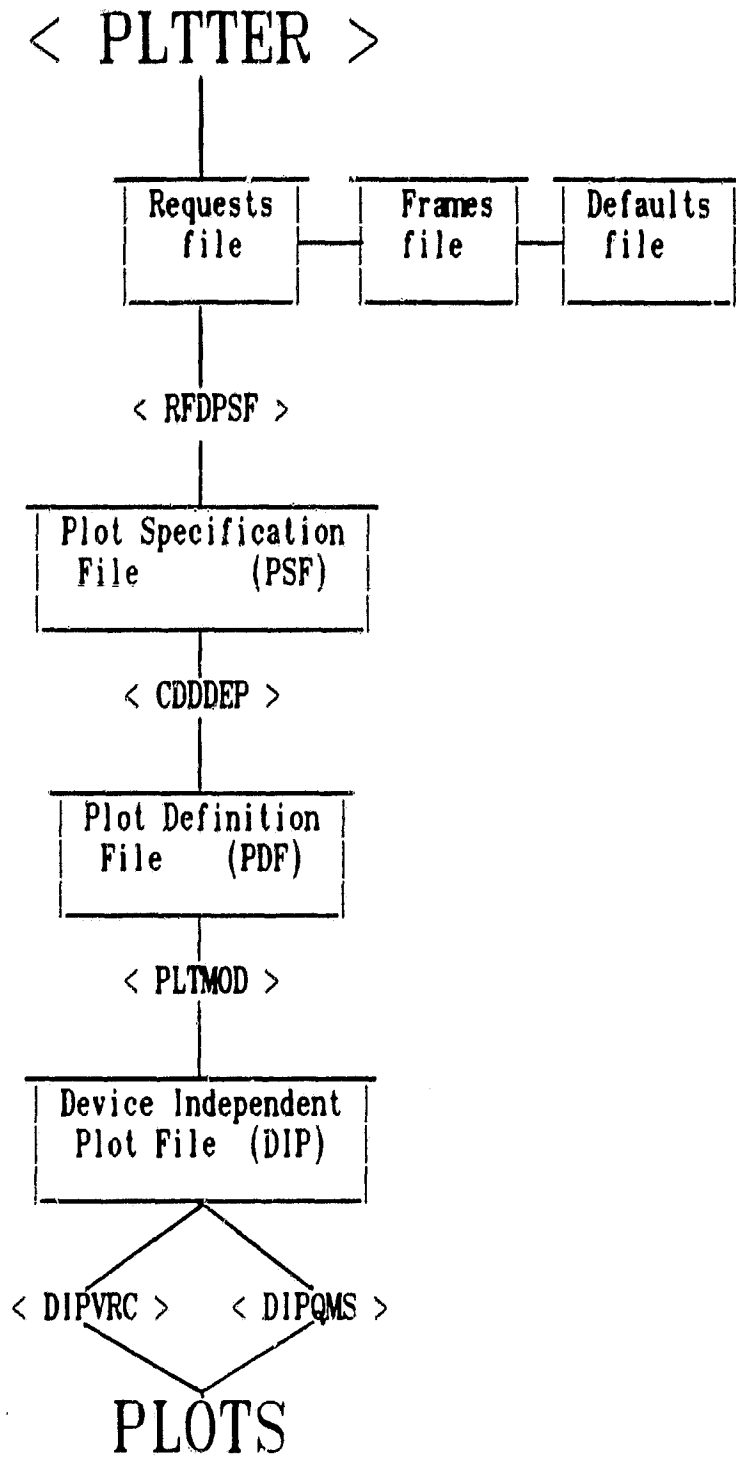 < PLTTER >
Requests
file
Frames
file
Defaults
file
< RFDPSF >
Plot Specification
File (PSF)
< CDDDEP >
Plot Definition
File (PDF)
< PLTMOD >
Device Independent
Plot File (DIP)
< DIPVRC > < DIPQMS >
PLOTS